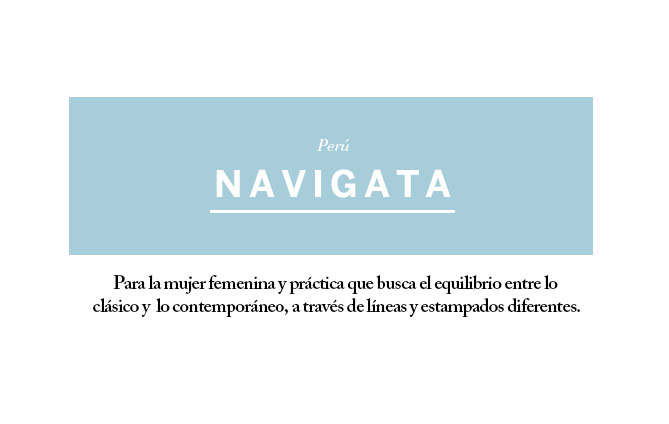 Perú
NAVIGATA
Para la mujer femenina y práctica que busca el equilibrio entre lo
clásico y lo contemporáneo, a través de líneas y estampados diferentes.